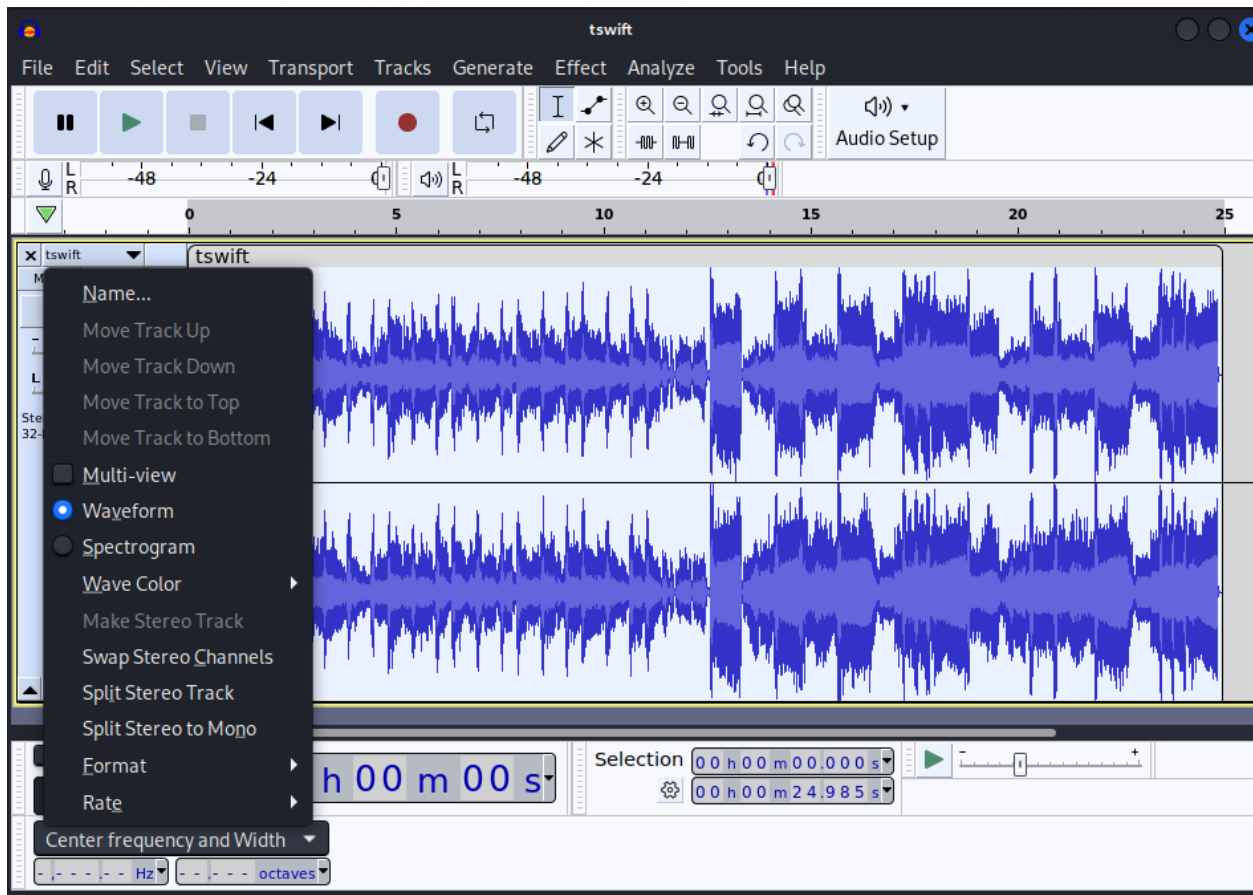 tswift
File Edit Select View Transport Tracks Generate Effect Analyze Tools Help
Audio Setup
L
R
-48 -24 0
L
R
-48 -24 0
0 5 10 15 20 25
tswift
tswift
M
Name...
Move Track Up
Move Track Down
Move Track to Top
Move Track to Bottom
L
Ste
32-
Multi-view
Waveform
Spectrogram
Wave Color
Make Stereo Track
Swap Stereo Channels
Split Stereo Track
Split Stereo to Mono
Format
Rate
h 00 m 00 s
Selection
00 h 00 m 00.000 s
00 h 00 m 24.985 s
- +
Center frequency and Width
-,---.-- Hz
--.--- octaves